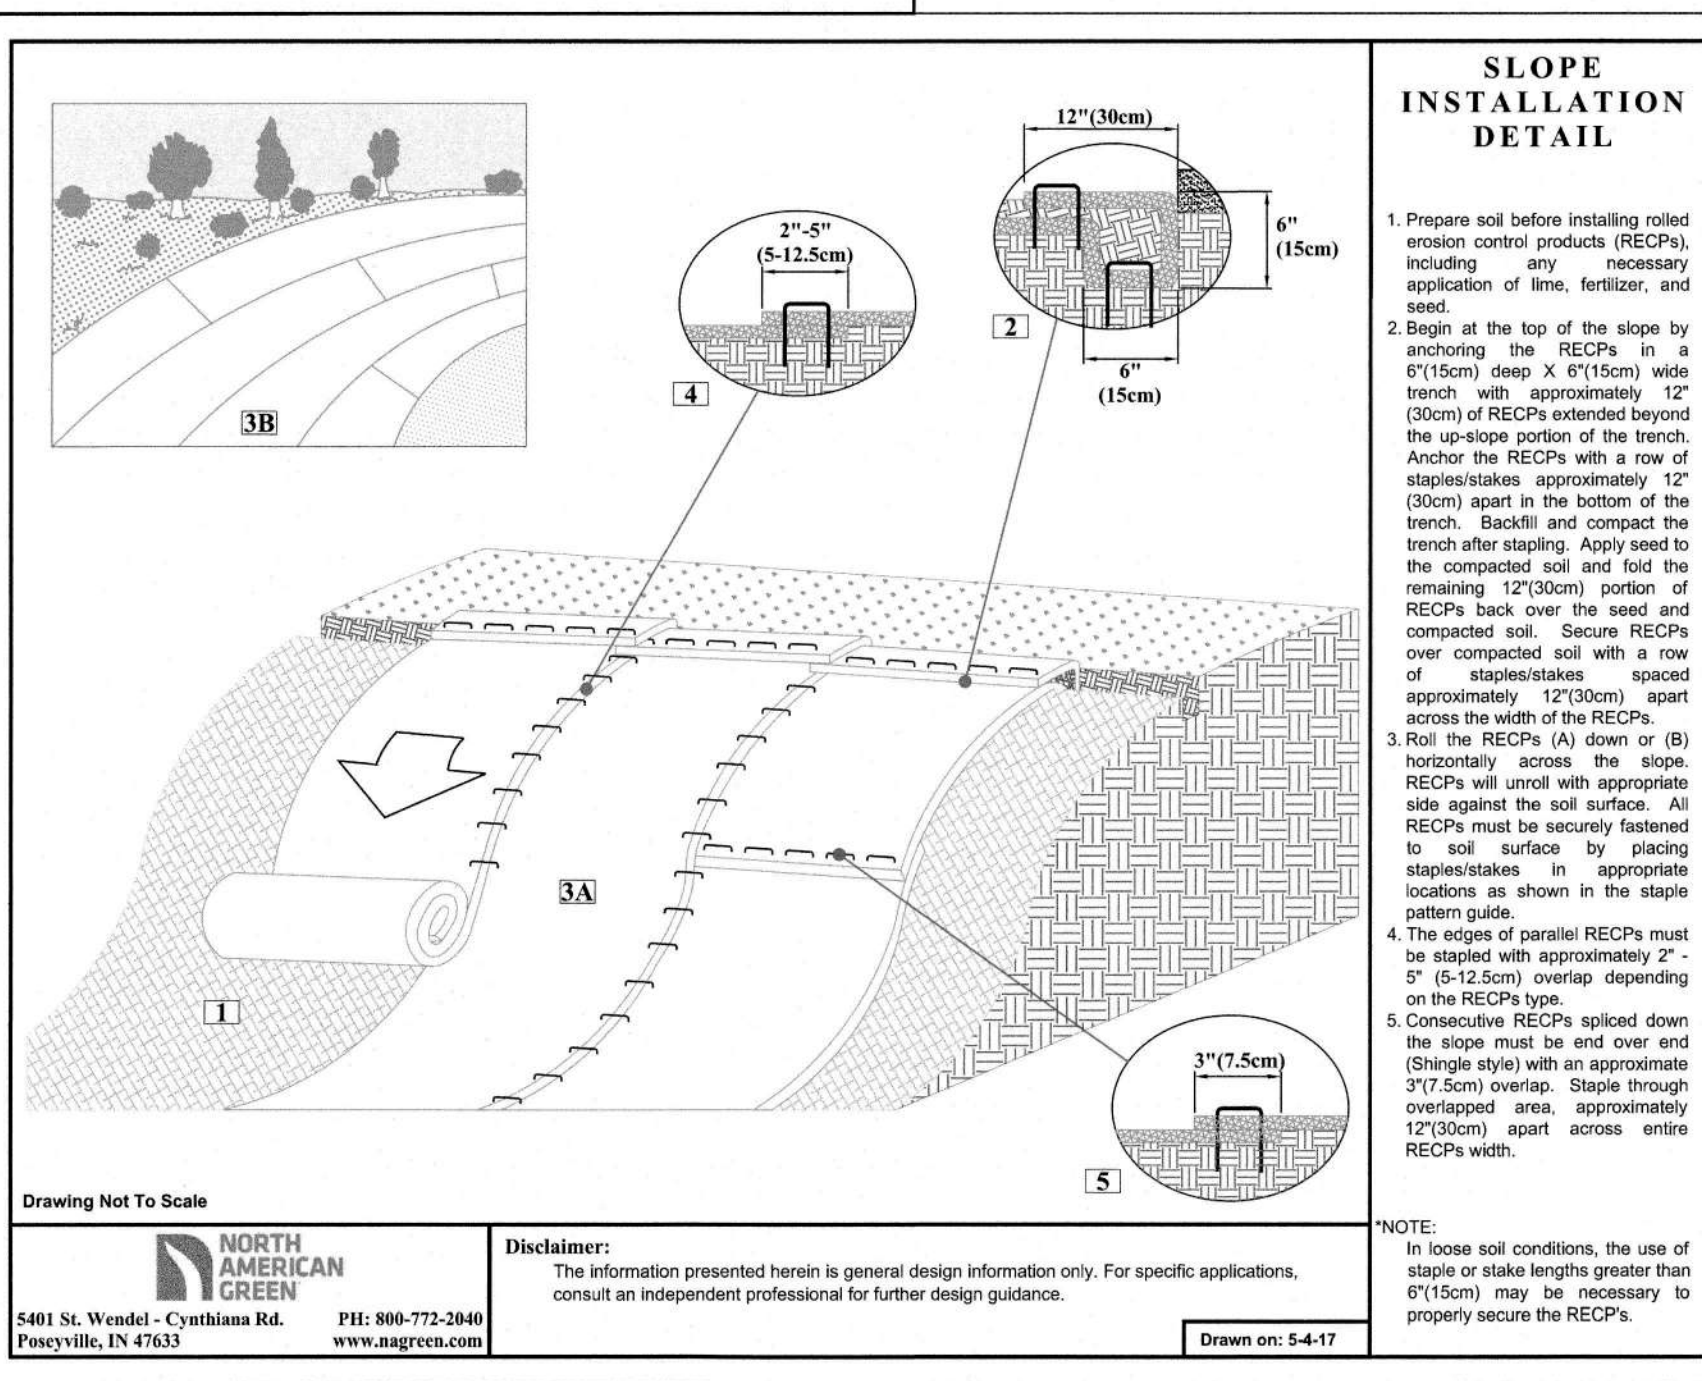 12"(30cm)
2"-5"
(5-12.5cm)
6"
(15cm)
2
4
6"
(15cm)
3B
3A
1
3"(7.5cm)
5
Drawing Not To Scale
NORTH
AMERICAN
GREEN
5401 St. Wendel - Cynthiana Rd.
Poseyville, IN 47633
PH: 800-772-2040
www.nagreen.com
Disclaimer:
The information presented herein is general design information only. For specific applications,
consult an independent professional for further design guidance.
Drawn on: 5-4-17
SLOPE
INSTALLATION
DETAIL
1. Prepare soil before installing rolled
erosion control products (RECPs),
including any necessary
application of lime, fertilizer, and
seed.
2. Begin at the top of the slope by
anchoring the RECPs in a
6"(15cm) deep X 6"(15cm) wide
trench with approximately 12"
(30cm) of RECPs extended beyond
the up-slope portion of the trench.
Anchor the RECPs with a row of
staples/stakes approximately 12"
(30cm) apart in the bottom of the
trench. Backfill and compact the
trench after stapling. Apply seed to
the compacted soil and fold the
remaining 12"(30cm) portion of
RECPs back over the seed and
compacted soil. Secure RECPs
over compacted soil with a row
of staples/stakes spaced
approximately 12"(30cm) apart
across the width of the RECPs.
3. Roll the RECPs (A) down or (B)
horizontally across the slope.
RECPs will unroll with appropriate
side against the soil surface. All
RECPs must be securely fastened
to soil surface by placing
staples/stakes in appropriate
locations as shown in the staple
pattern guide.
4. The edges of parallel RECPs must
be stapled with approximately 2" -
5" (5-12.5cm) overlap depending
on the RECPs type.
5. Consecutive RECPs spliced down
the slope must be end over end
(Shingle style) with an approximate
3"(7.5cm) overlap. Staple through
overlapped area, approximately
12"(30cm) apart across entire
RECPs width.
*NOTE:
In loose soil conditions, the use of
staple or stake lengths greater than
6"(15cm) may be necessary to
properly secure the RECP's.